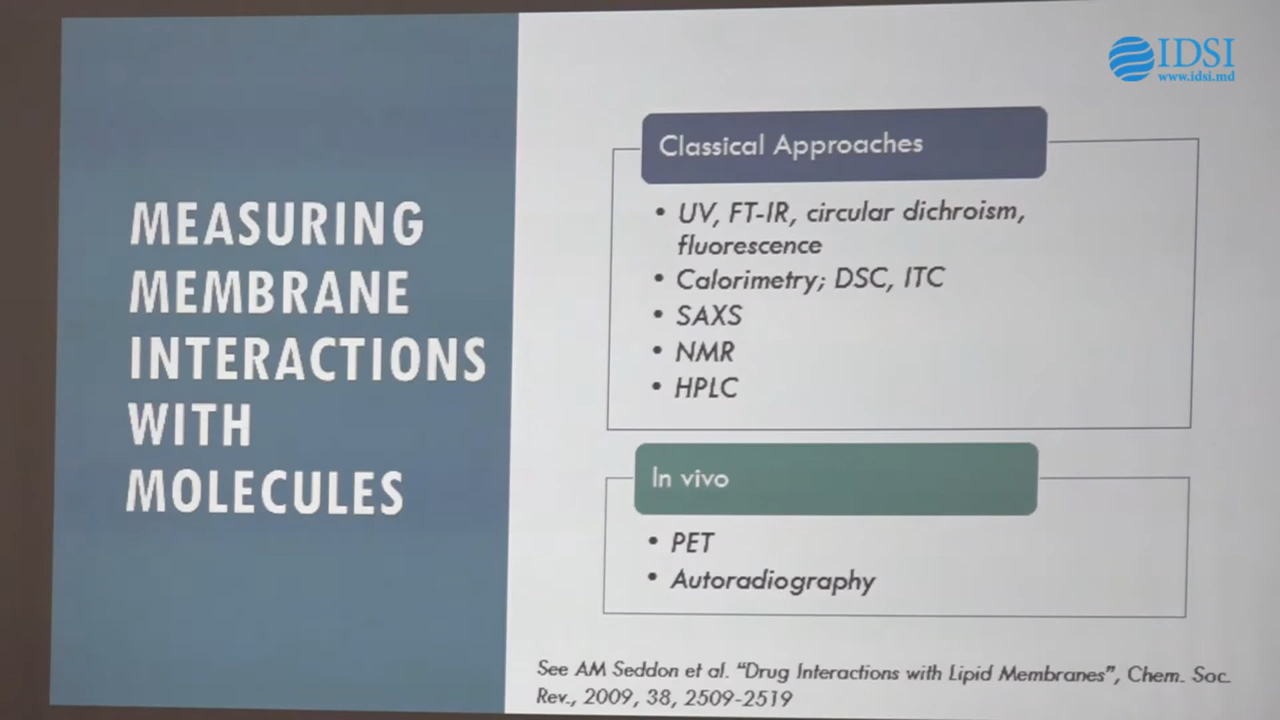 IDSI
www.idsi.md
MEASURING
MEMBRANE
INTERACTIONS
WITH
MOLECULES
Classical Approaches
• UV, FT-IR, circular dichroism,
fluorescence
• Calorimetry; DSC, ITC
• SAXS
• NMR
• HPLC
In vivo
• PET
• Autoradiography
See AM Seddon et al. “Drug Interactions with Lipid Membranes”, Chem. Soc.
Rev., 2009, 38, 2509-2519